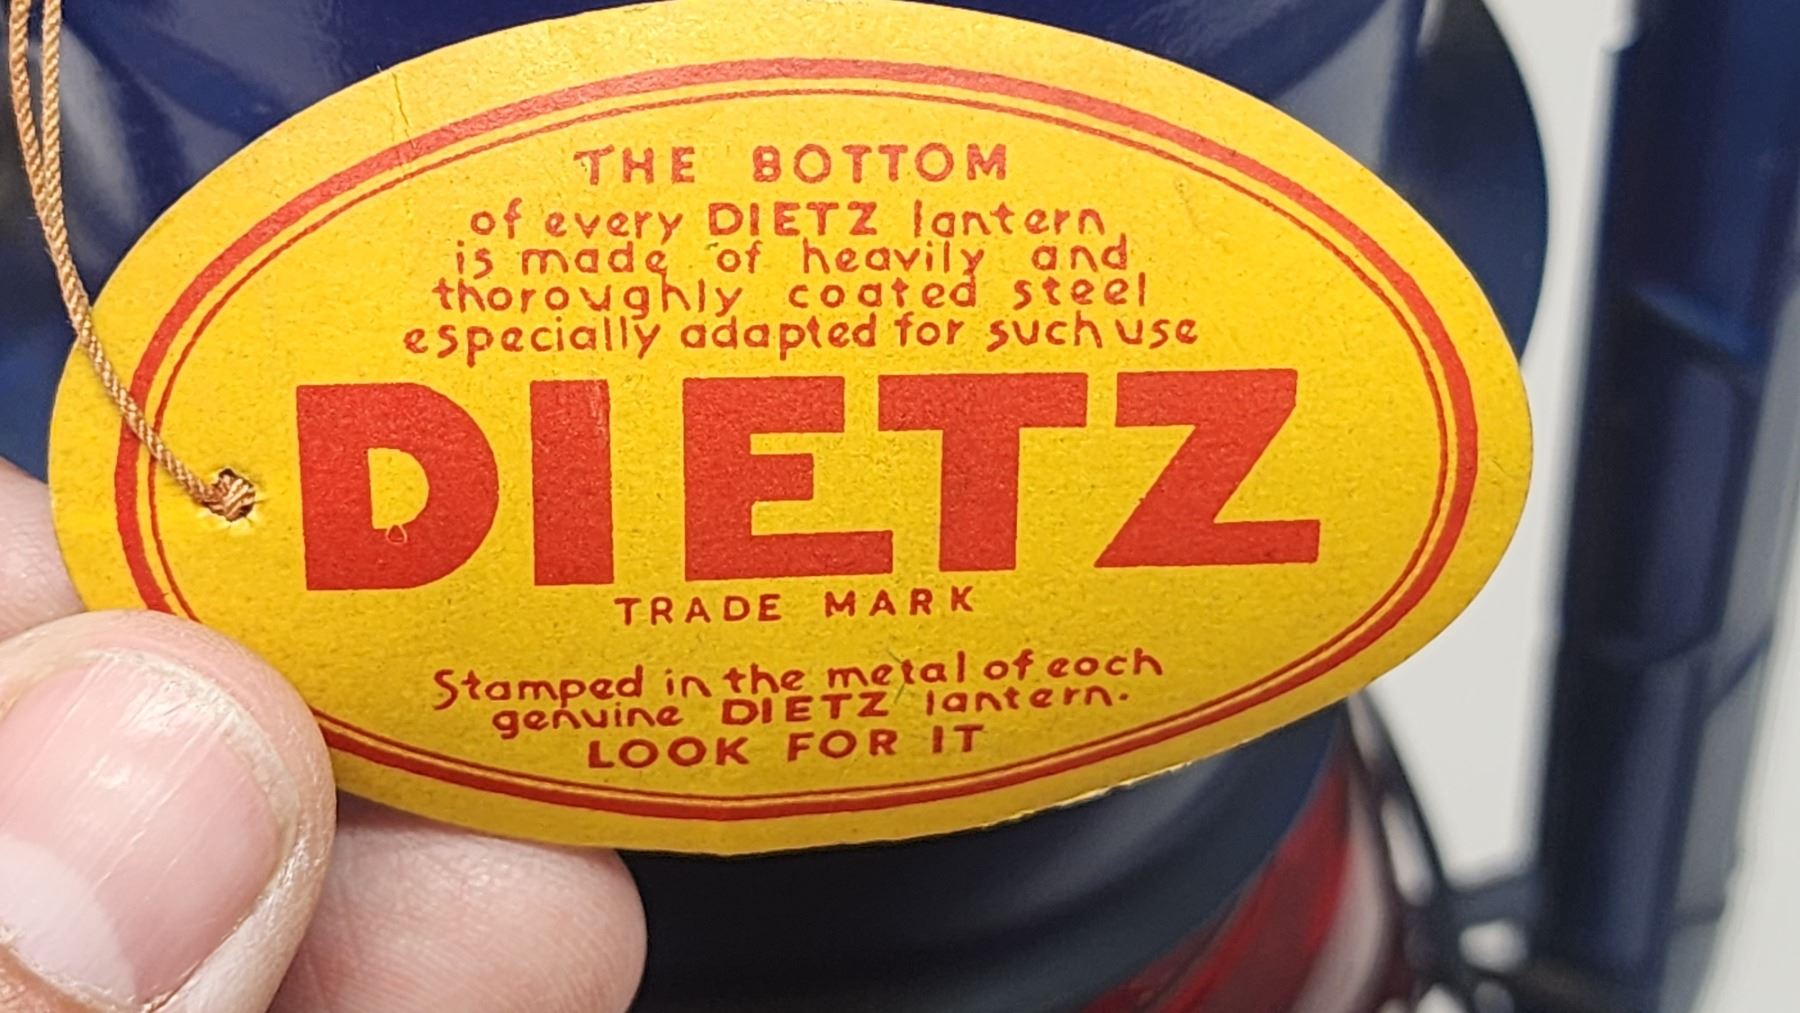 THE BOTTOM
of every DIETZ lantern
is made of heavily and
thoroughly coated steel
especially adapted for such use
DIETZ
TRADE MARK
Stamped in the metal of each
genuine DIETZ lantern.
LOOK FOR IT